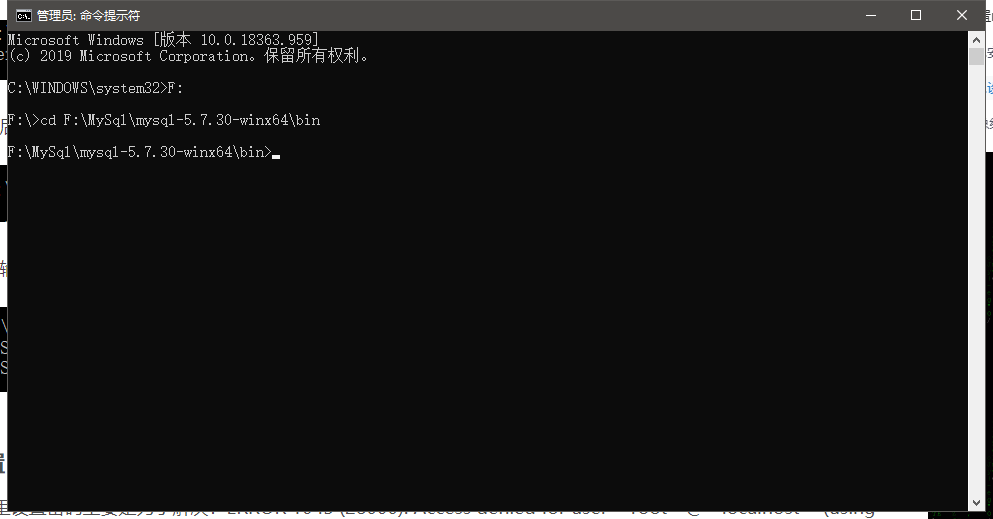 管理员: 命令提示符
Microsoft Windows [版本 10.0.18363.959]
(c) 2019 Microsoft Corporation。保留所有权利。
C:\WINDOWS\system32>F:
F:\>cd F:\MySql\mysql-5.7.30-winx64\bin
F:\MySql\mysql-5.7.30-winx64\bin>